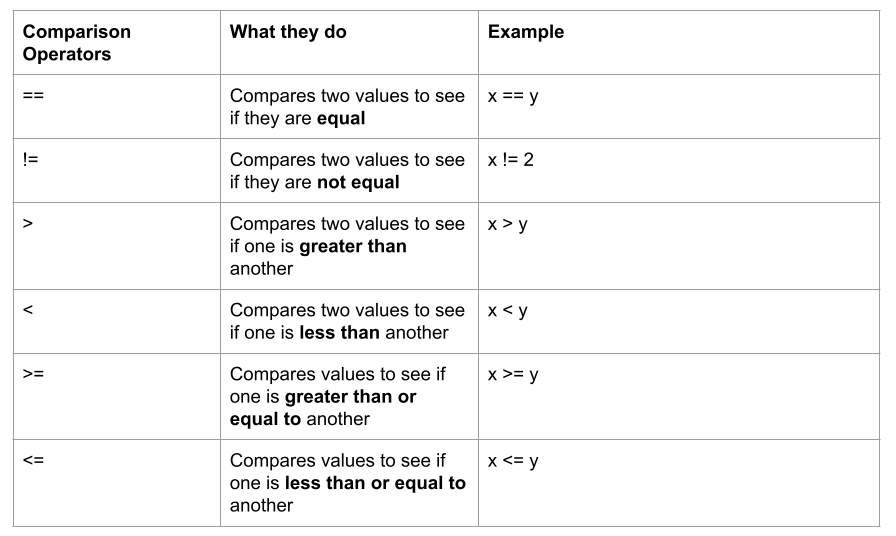 Comparison
Operators
What they do
Example
==
Compares two values to see
if they are equal
x == y
!=
Compares two values to see
if they are not equal
x != 2
>
Compares two values to see
if one is greater than
another
x > y
<
Compares two values to see
if one is less than another
x < y
>=
Compares values to see if
one is greater than or
equal to another
x >= y
<=
Compares values to see if
one is less than or equal to
another
x <= y